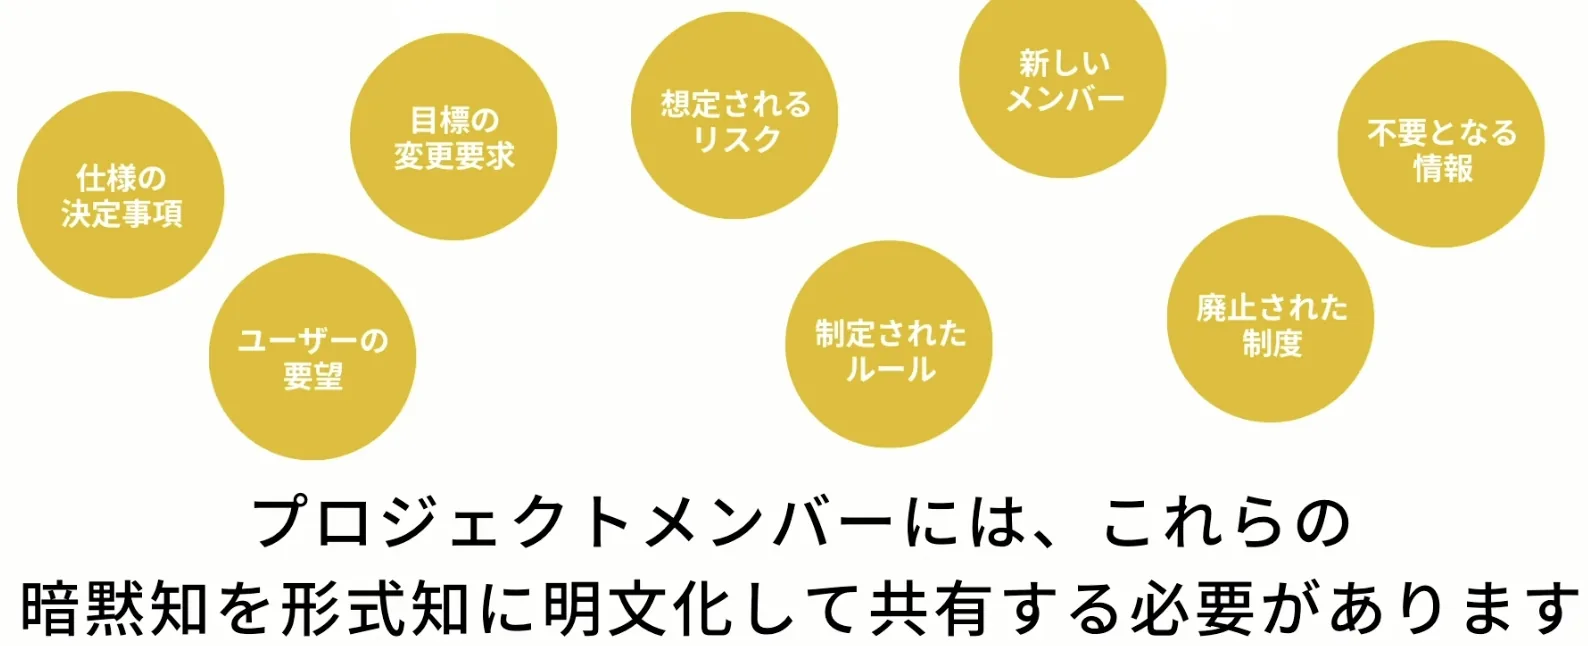 仕様の
決定事項
ユーザーの
要望
目標の
変更要求
想定される
リスク
制定された
ルール
新しい
メンバー
廃止された
制度
不要となる
情報
プロジェクトメンバーには、これらの
暗黙知を形式知に明文化して共有する必要があります